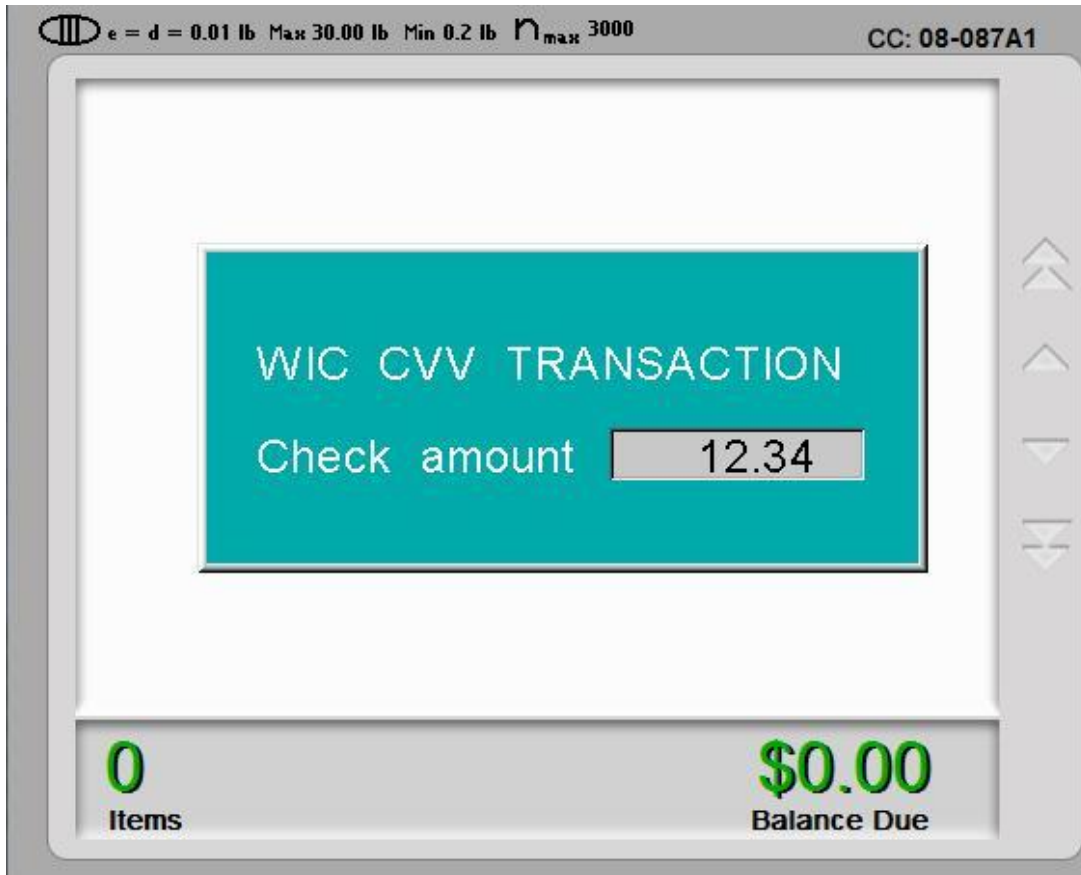 e = d = 0.01 lb Max 30.00 lb Min 0.2 lb nmax 3000
CC: 08-087A1
WIC CVV TRANSACTION
Check amount 12.34
0
Items
$0.00
Balance Due